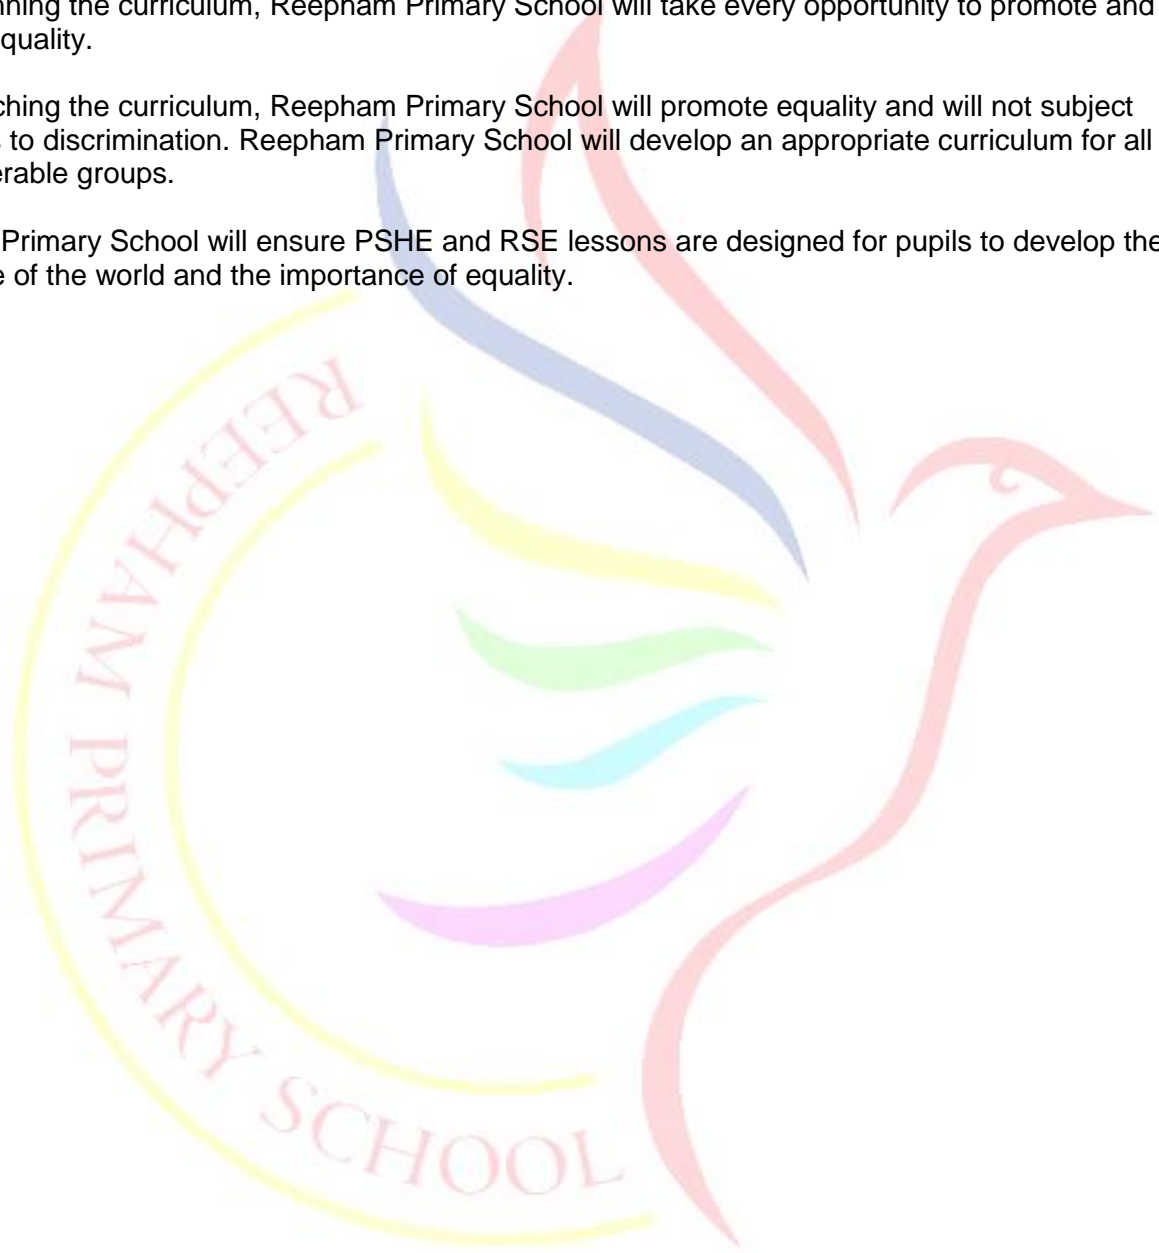 nning the curriculum, Reepham Primary School will take every opportunity to promote and
quality.
ching the curriculum, Reepham Primary School will promote equality and will not subject
s to discrimination. Reepham Primary School will develop an appropriate curriculum for all
erable groups.
Primary School will ensure PSHE and RSE lessons are designed for pupils to develop the
e of the world and the importance of equality.
REEPHAM PRIMARY SCHOOL